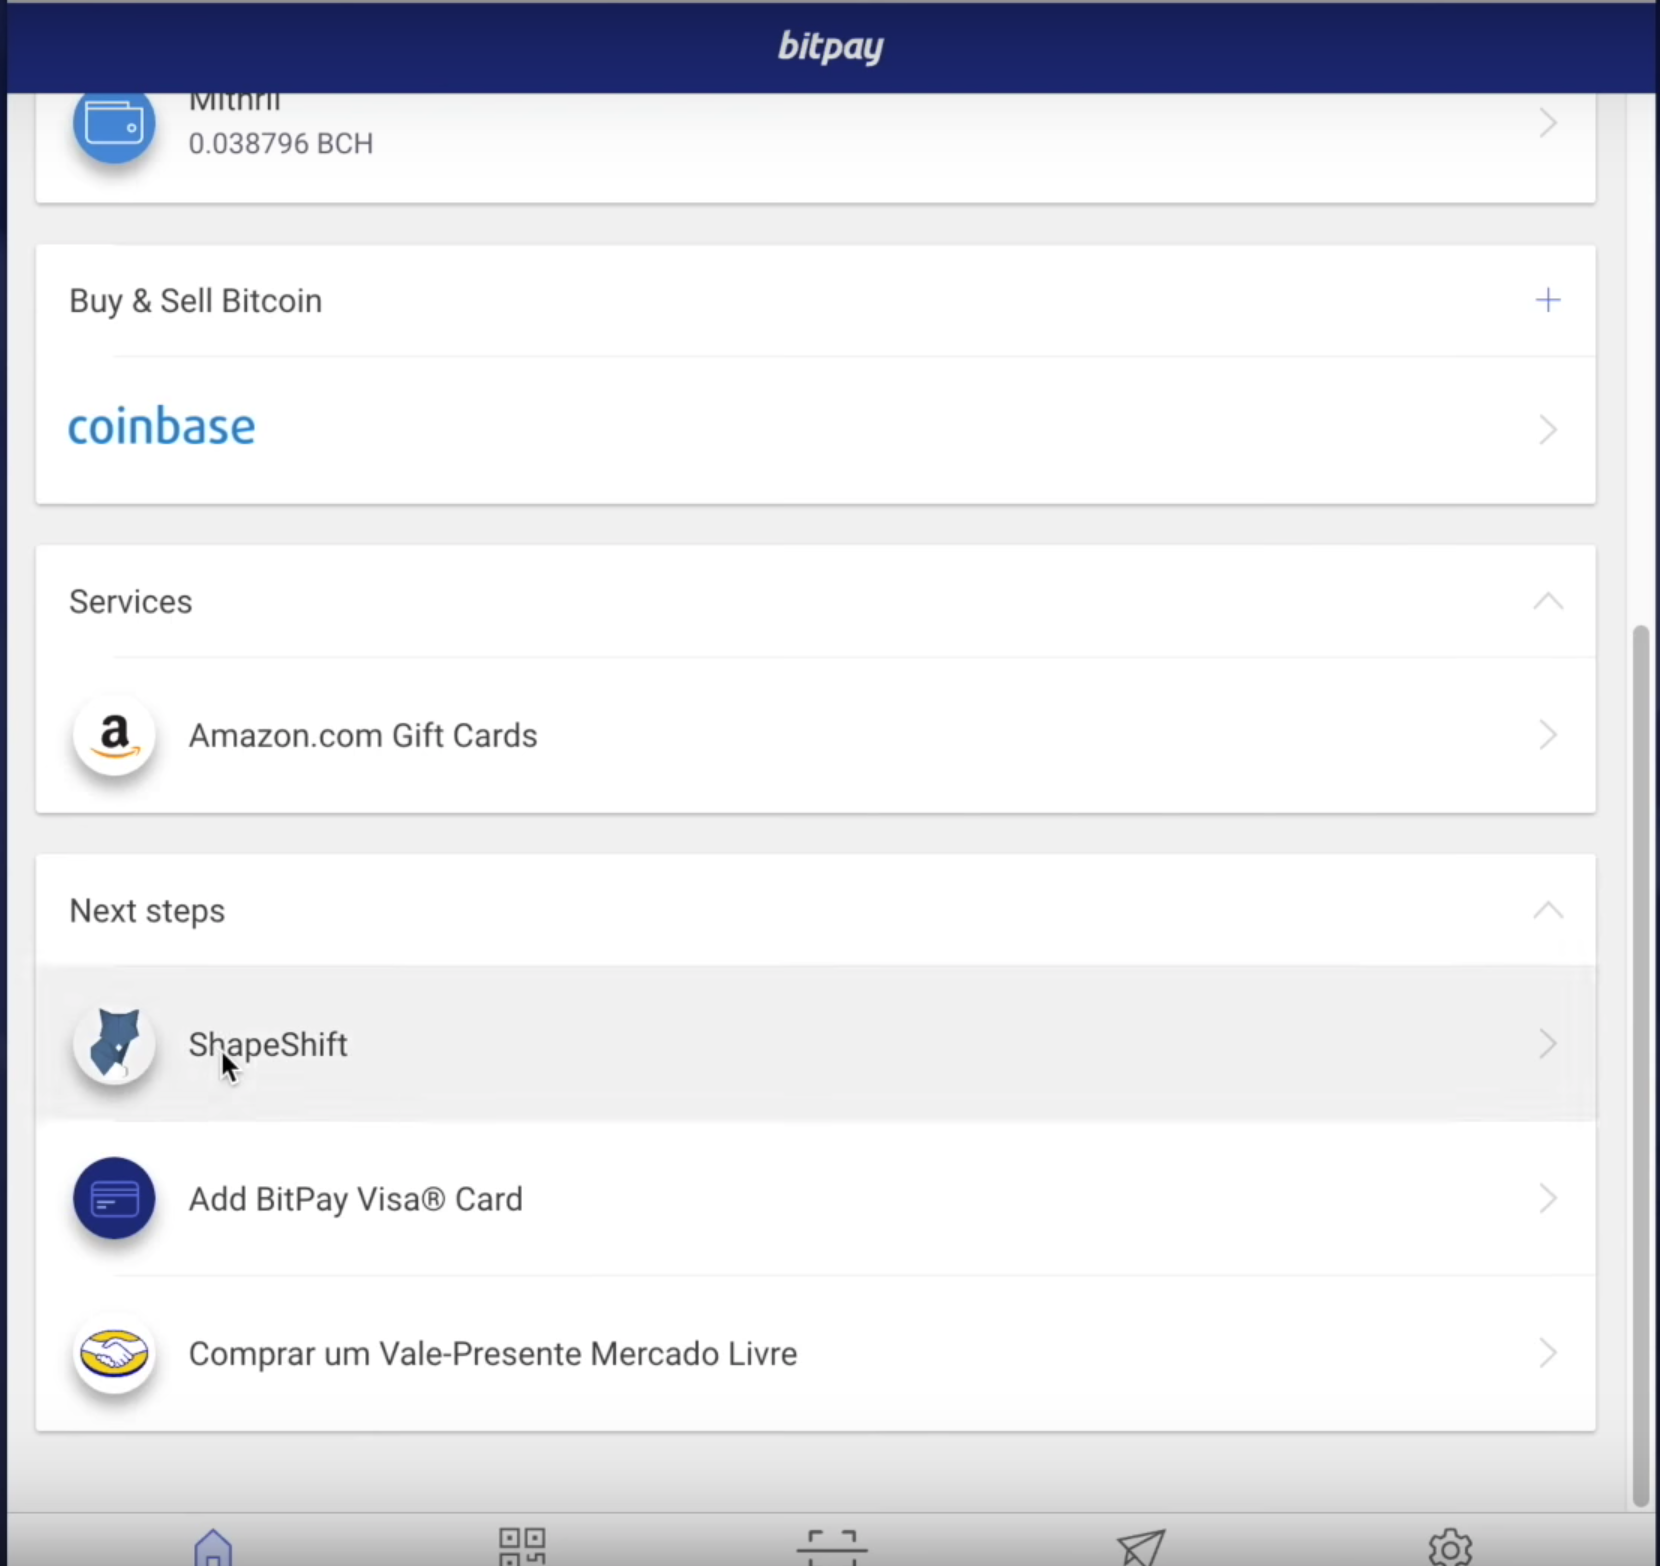 bitpay
Mithril
0.038796 BCH
Buy & Sell Bitcoin
coinbase
Services
a
Amazon.com Gift Cards
Next steps
ShapeShift
Add BitPay Visa® Card
Comprar um Vale-Presente Mercado Livre